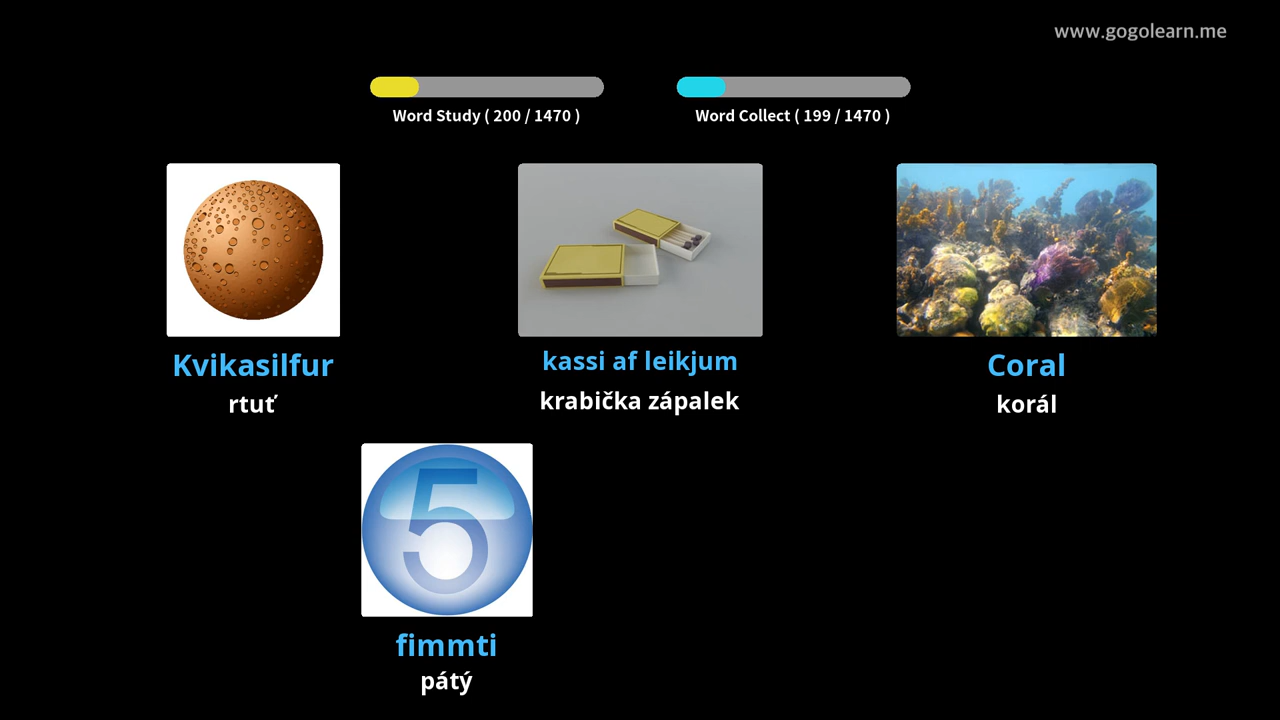 www.gogolearn.me
Word Study ( 200 / 1470 )
Word Collect ( 199 / 1470 )
Kvikasilfur
rtuť
kassi af leikjum
krabička zápalek
Coral
korál
5
fimmti
pátý